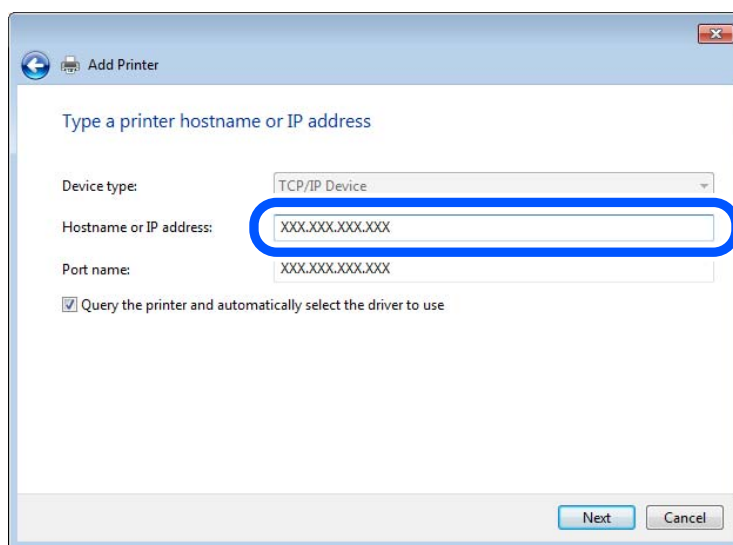 Add Printer
Type a printer hostname or IP address
Device type: TCP/IP Device
Hostname or IP address: XXX.XXX.XXX.XXX
Port name: XXX.XXX.XXX.XXX
Query the printer and automatically select the driver to use
Next Cancel